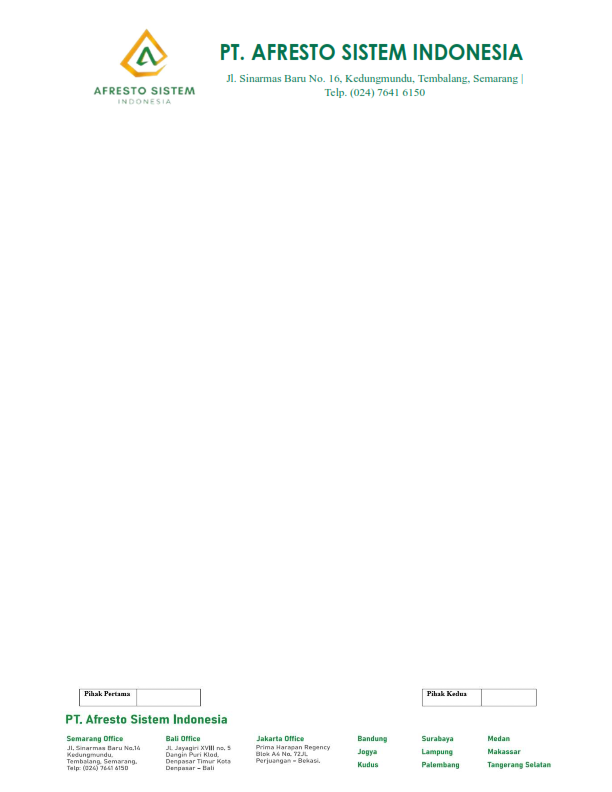 AFRESTO SISTEM
INDONESIA
PT. AFRESTO SISTEM INDONESIA
Jl. Sinarmas Baru No. 16, Kedungmundu, Tembalang, Semarang |
Telp. (024) 7641 6150
Pihak Pertama
Pihak Kedua
PT. Afresto Sistem Indonesia
Semarang Office
Jl. Sinarmas Baru No.16
Kedungmundu,
Tembalang, Semarang,
Telp: (024) 7641 6150
Bali Office
JL Jayagiri XVIII no, 5
Dangin Puri Klod,
Denpasar Timur Kota
Denpasar – Bali
Jakarta Office
Prima Harapan Regency
Blok A4 No, 72JL
Perjuangan – Bekasi.
Bandung
Jogya
Kudus
Surabaya
Lampung
Palembang
Medan
Makassar
Tangerang Selatan